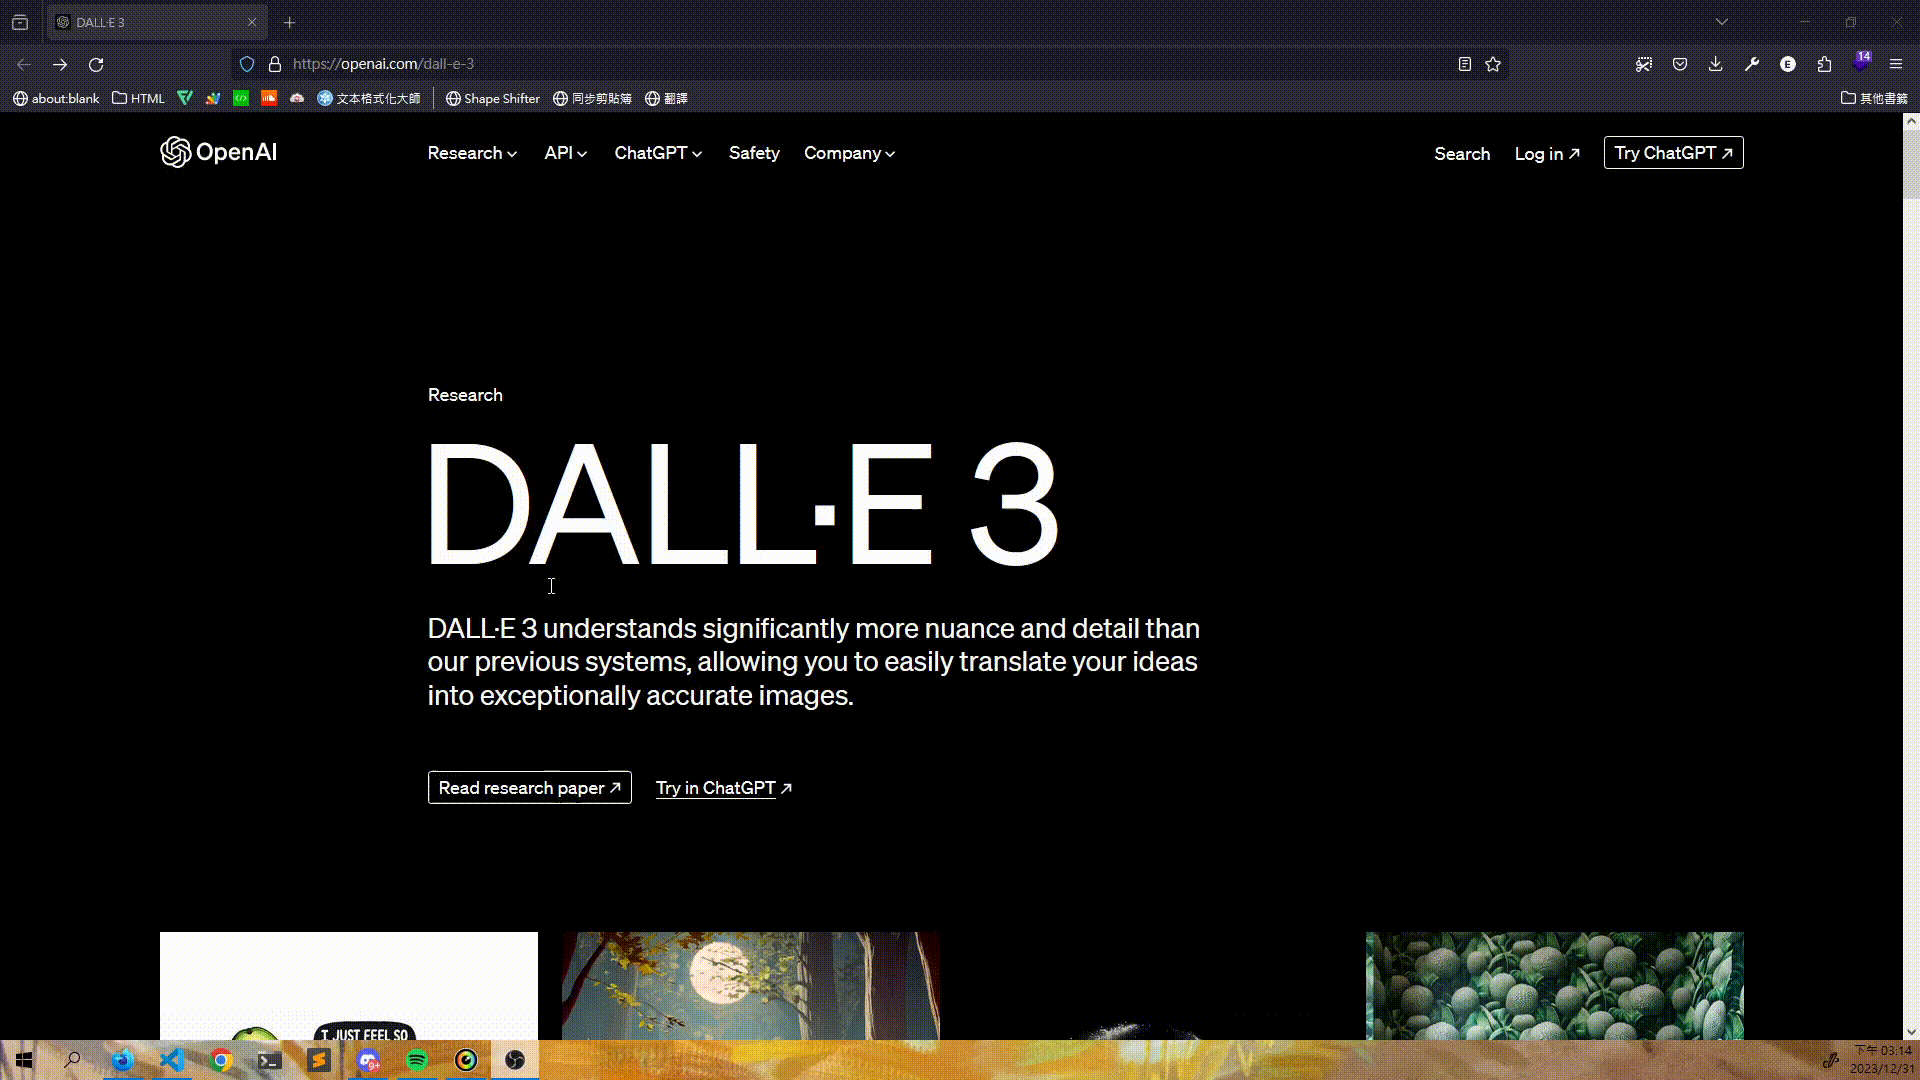 DALL·E 3
https://openai.com/dall-e-3
14
E
about:blank
HTML
文本格式化大師
Shape Shifter
同步剪貼簿
翻譯
其他書籤
OpenAI
Research
API
ChatGPT
Safety
Company
Search
Log in
Try ChatGPT
Research
DALL·E 3
DALL·E 3 understands significantly more nuance and detail than
our previous systems, allowing you to easily translate your ideas
into exceptionally accurate images.
Read research paper
Try in ChatGPT
I JUST FEEL SO
9+
下午 03:14
2023/12/31